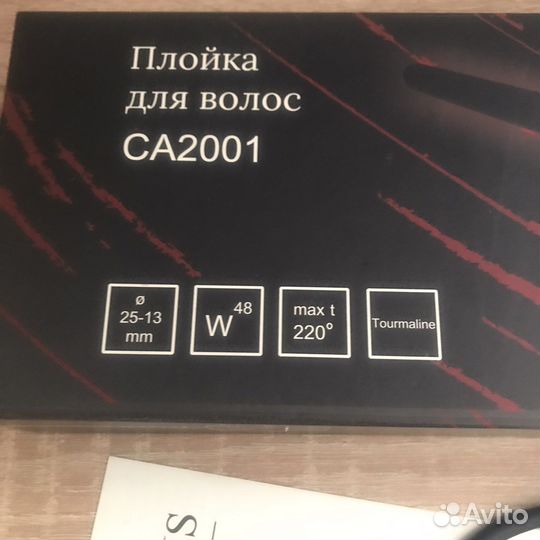 Плойка
для волос
CA2001
ø
25-13
mm
W 48
max t
220°
Tourmaline
Avito